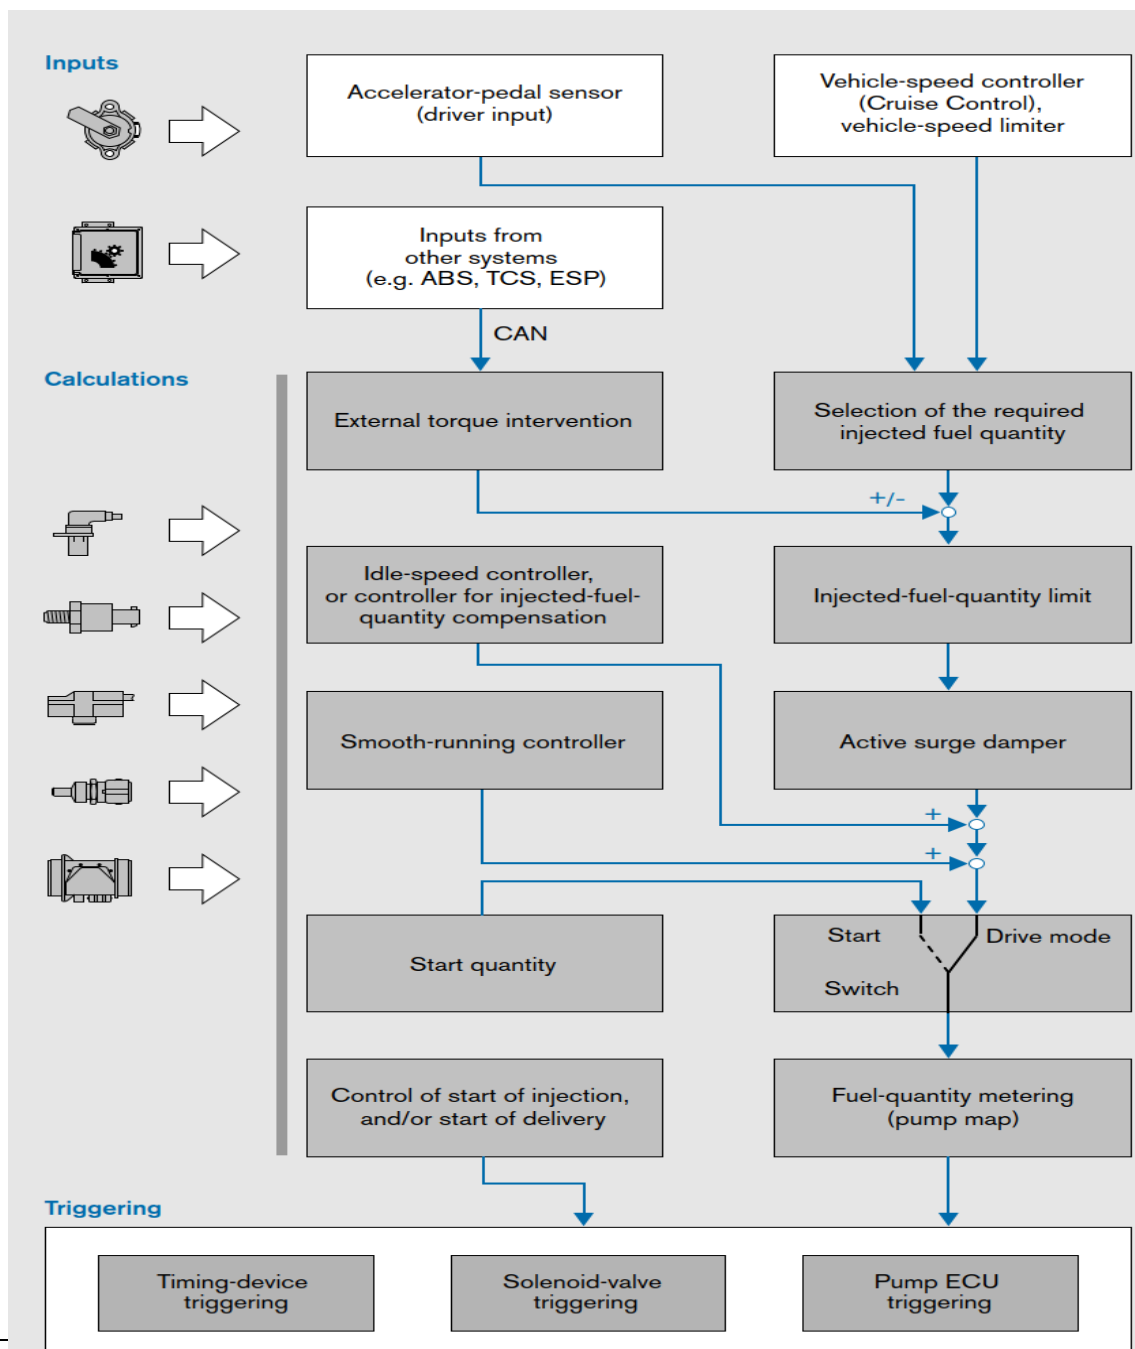 Inputs
Accelerator-pedal sensor
(driver input)
Vehicle-speed controller
(Cruise Control),
vehicle-speed limiter
Inputs from
other systems
(e.g. ABS, TCS, ESP)
CAN
Calculations
External torque intervention
Selection of the required
injected fuel quantity
+/-
Idle-speed controller,
or controller for injected-fuel-
quantity compensation
Injected-fuel-quantity limit
Smooth-running controller
Active surge damper
+
+
Start quantity
Start
Drive mode
Switch
Control of start of injection,
and/or start of delivery
Fuel-quantity metering
(pump map)
Triggering
Timing-device
triggering
Solenoid-valve
triggering
Pump ECU
triggering